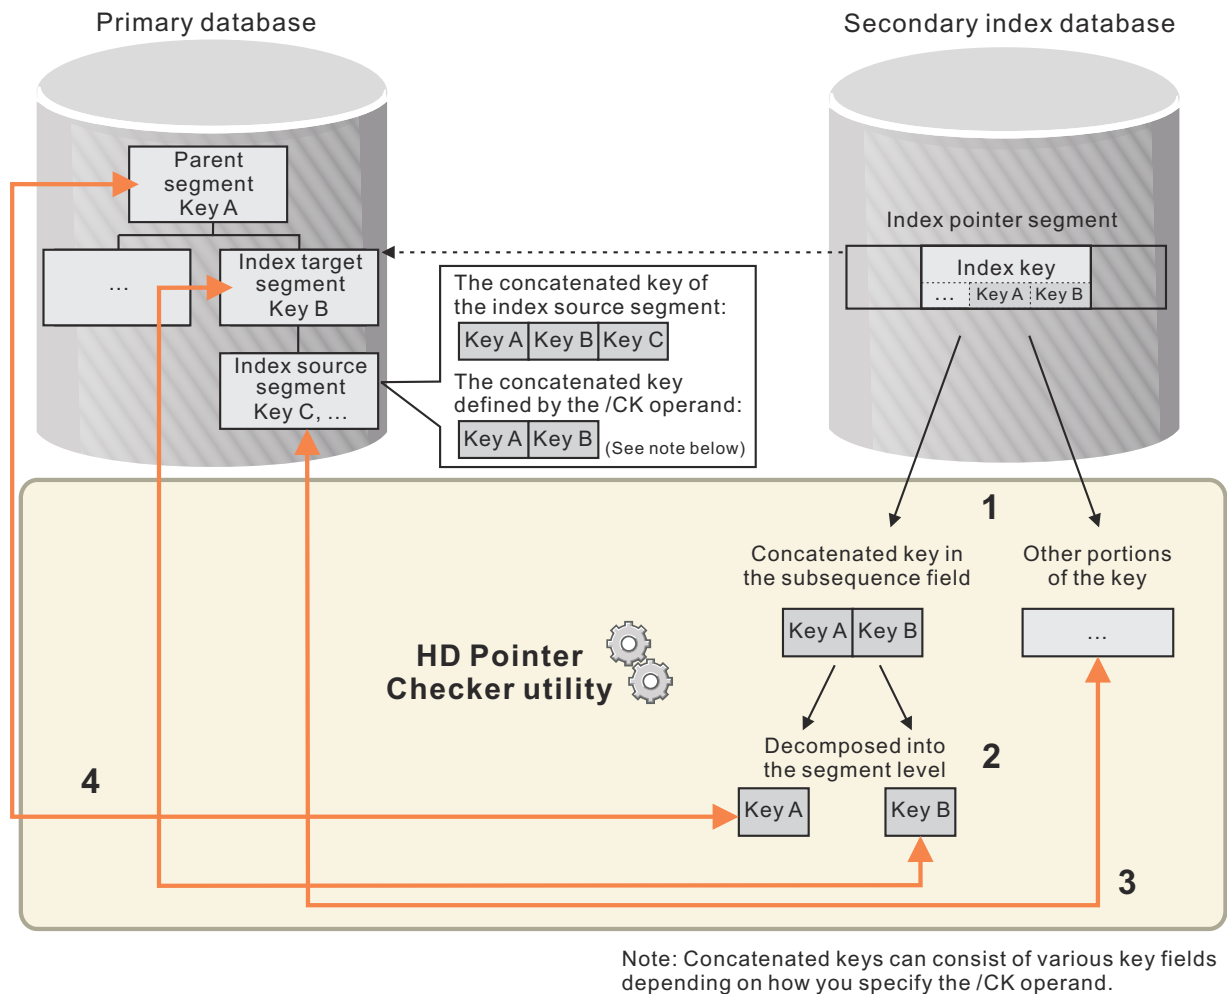 Primary database
Secondary index database
Parent
segment
Key A
...
Index target
segment
Key B
Index source
segment
Key C, ...
The concatenated key of
the index source segment:
Key A Key B Key C
The concatenated key
defined by the /CK operand:
Key A Key B (See note below)
Index pointer segment
Index key
... Key A Key B
1
Concatenated key in
the subsequence field
Key A Key B
Other portions
of the key
...
HD Pointer
Checker utility
Decomposed into
the segment level
2
Key A Key B
4
3
Note: Concatenated keys can consist of various key fields
depending on how you specify the /CK operand.